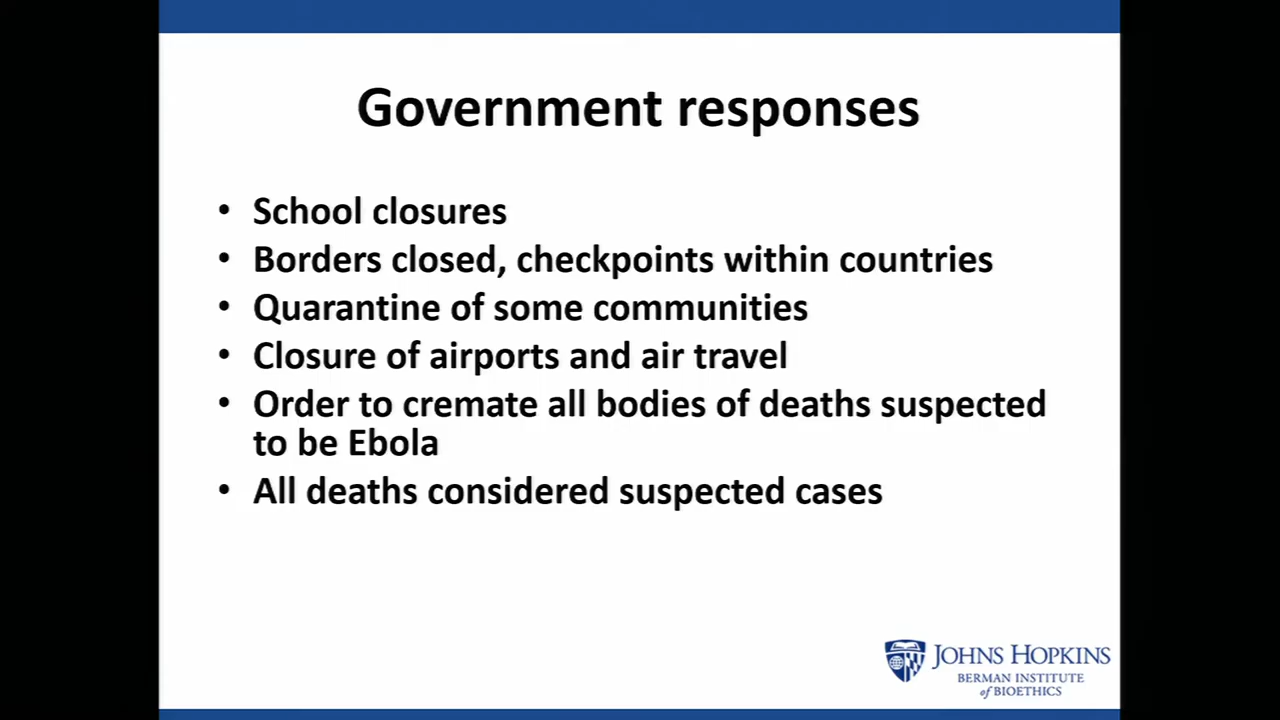 Government responses
• School closures
• Borders closed, checkpoints within countries
• Quarantine of some communities
• Closure of airports and air travel
• Order to cremate all bodies of deaths suspected
to be Ebola
• All deaths considered suspected cases
JOHNS HOPKINS
BERMAN INSTITUTE
of BIOETHICS